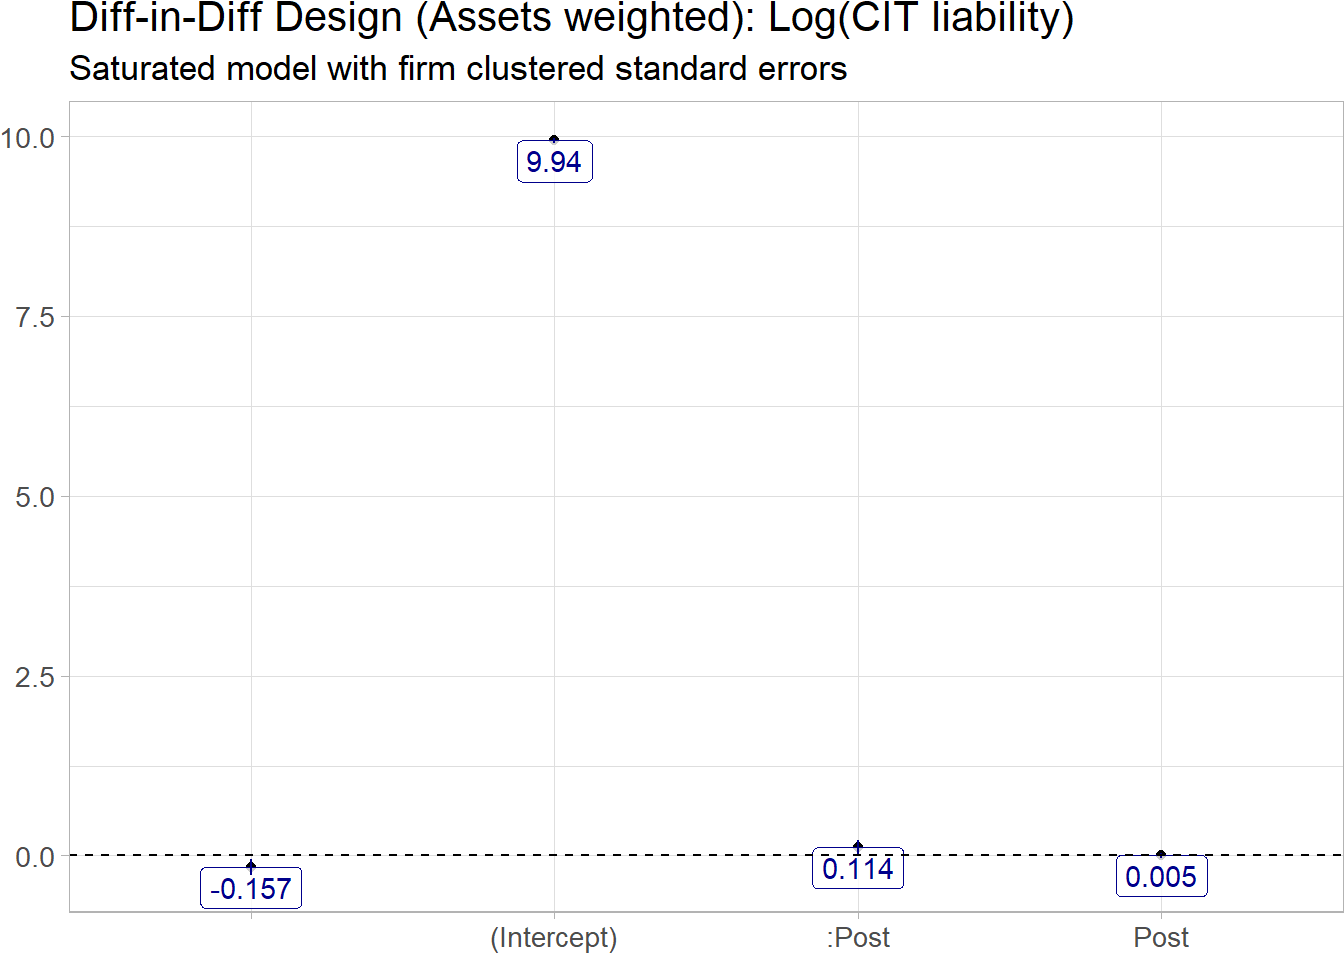 Diff-in-Diff Design (Assets weighted): Log(CIT liability)
Saturated model with firm clustered standard errors
10.0
9.94
7.5
5.0
2.5
0.0
-0.157
0.114
0.005
(Intercept)
:Post
Post